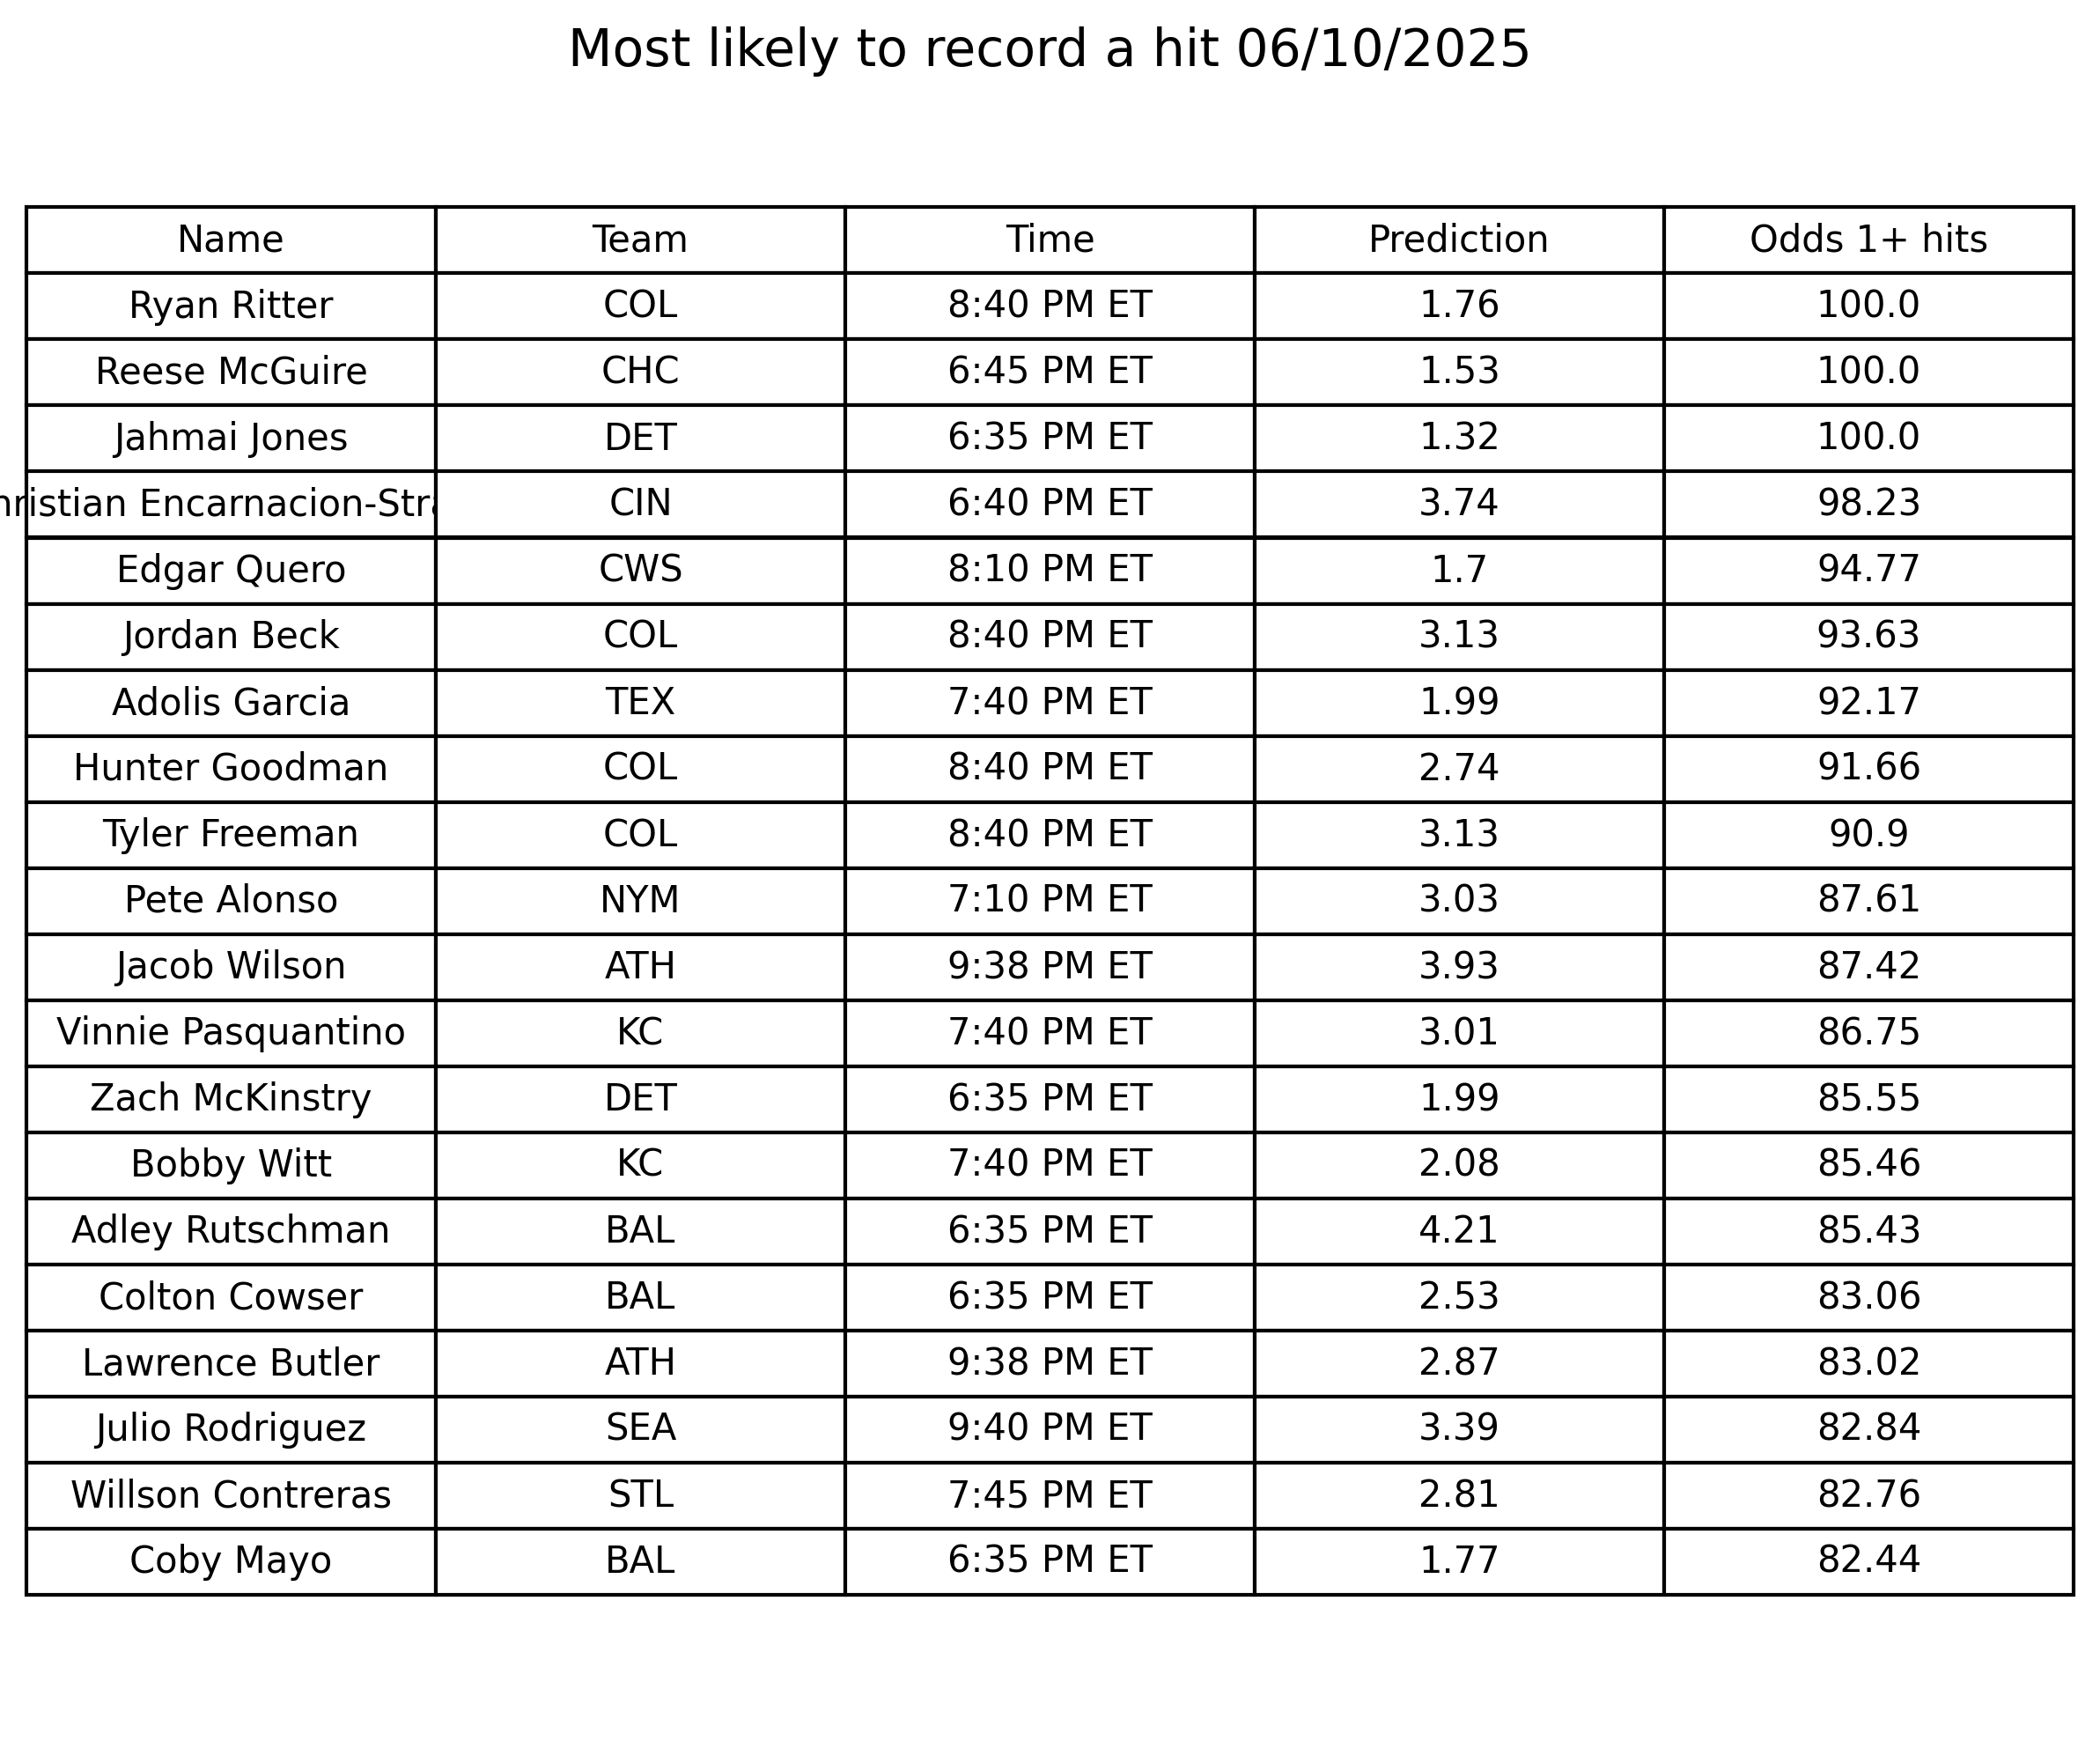 Most likely to record a hit 06/10/2025
Name Team Time Prediction Odds 1+ hits
Ryan Ritter COL 8:40 PM ET 1.76 100.0
Reese McGuire CHC 6:45 PM ET 1.53 100.0
Jahmai Jones DET 6:35 PM ET 1.32 100.0
hristian Encarnacion-Stra CIN 6:40 PM ET 3.74 98.23
Edgar Quero CWS 8:10 PM ET 1.7 94.77
Jordan Beck COL 8:40 PM ET 3.13 93.63
Adolis Garcia TEX 7:40 PM ET 1.99 92.17
Hunter Goodman COL 8:40 PM ET 2.74 91.66
Tyler Freeman COL 8:40 PM ET 3.13 90.9
Pete Alonso NYM 7:10 PM ET 3.03 87.61
Jacob Wilson ATH 9:38 PM ET 3.93 87.42
Vinnie Pasquantino KC 7:40 PM ET 3.01 86.75
Zach McKinstry DET 6:35 PM ET 1.99 85.55
Bobby Witt KC 7:40 PM ET 2.08 85.46
Adley Rutschman BAL 6:35 PM ET 4.21 85.43
Colton Cowser BAL 6:35 PM ET 2.53 83.06
Lawrence Butler ATH 9:38 PM ET 2.87 83.02
Julio Rodriguez SEA 9:40 PM ET 3.39 82.84
Willson Contreras STL 7:45 PM ET 2.81 82.76
Coby Mayo BAL 6:35 PM ET 1.77 82.44